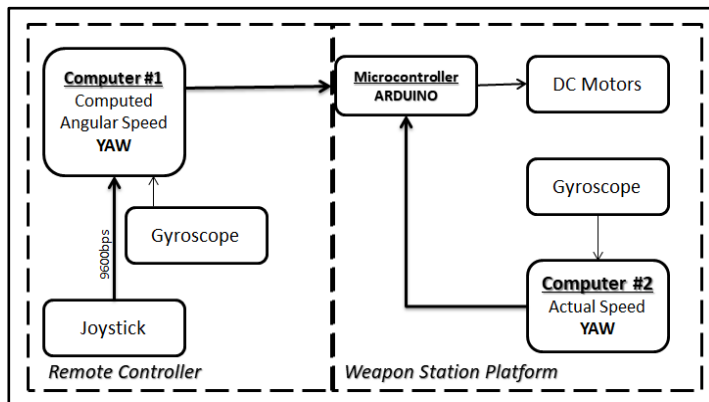 Computer #1
Computed
Angular Speed
YAW
Microcontroller
ARDUINO
DC Motors
Gyroscope
Gyroscope
9600bps
Joystick
Computer #2
Actual Speed
YAW
Remote Controller
Weapon Station Platform